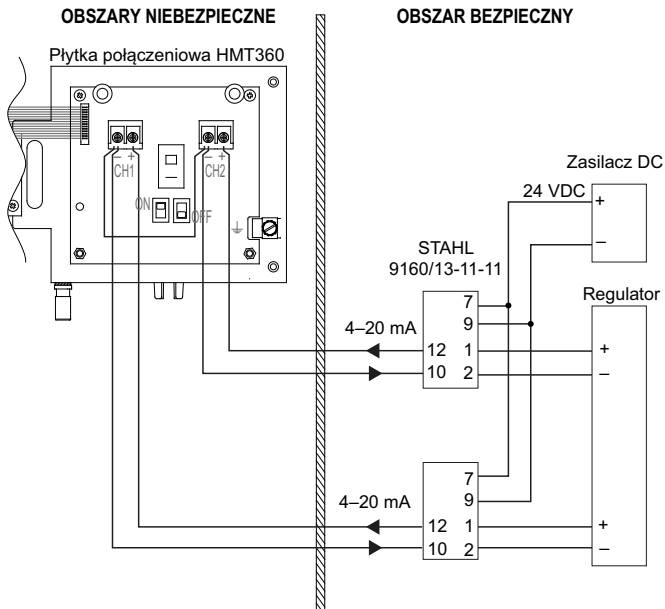 OBSZARY NIEBEZPIECZNE
OBSZAR BEZPIECZNY
Płytka połączeniowa HMT360
– +
CH1
– +
CH2
ON
OFF
Zasilacz DC
24 VDC
+
–
STAHL
9160/13-11-11
7
9
12 1
10 2
4–20 mA
Regulator
+
–
7
9
12 1
10 2
4–20 mA
+
–